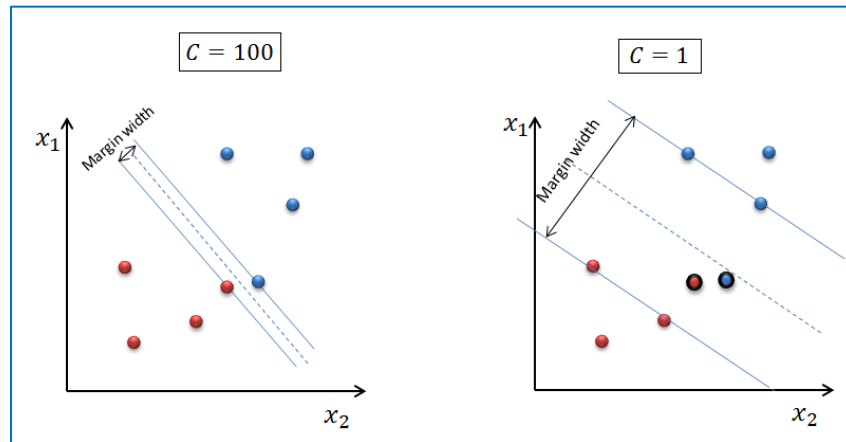 C = 100
x₁
Margin width
x₂
C = 1
x₁
Margin width
x₂